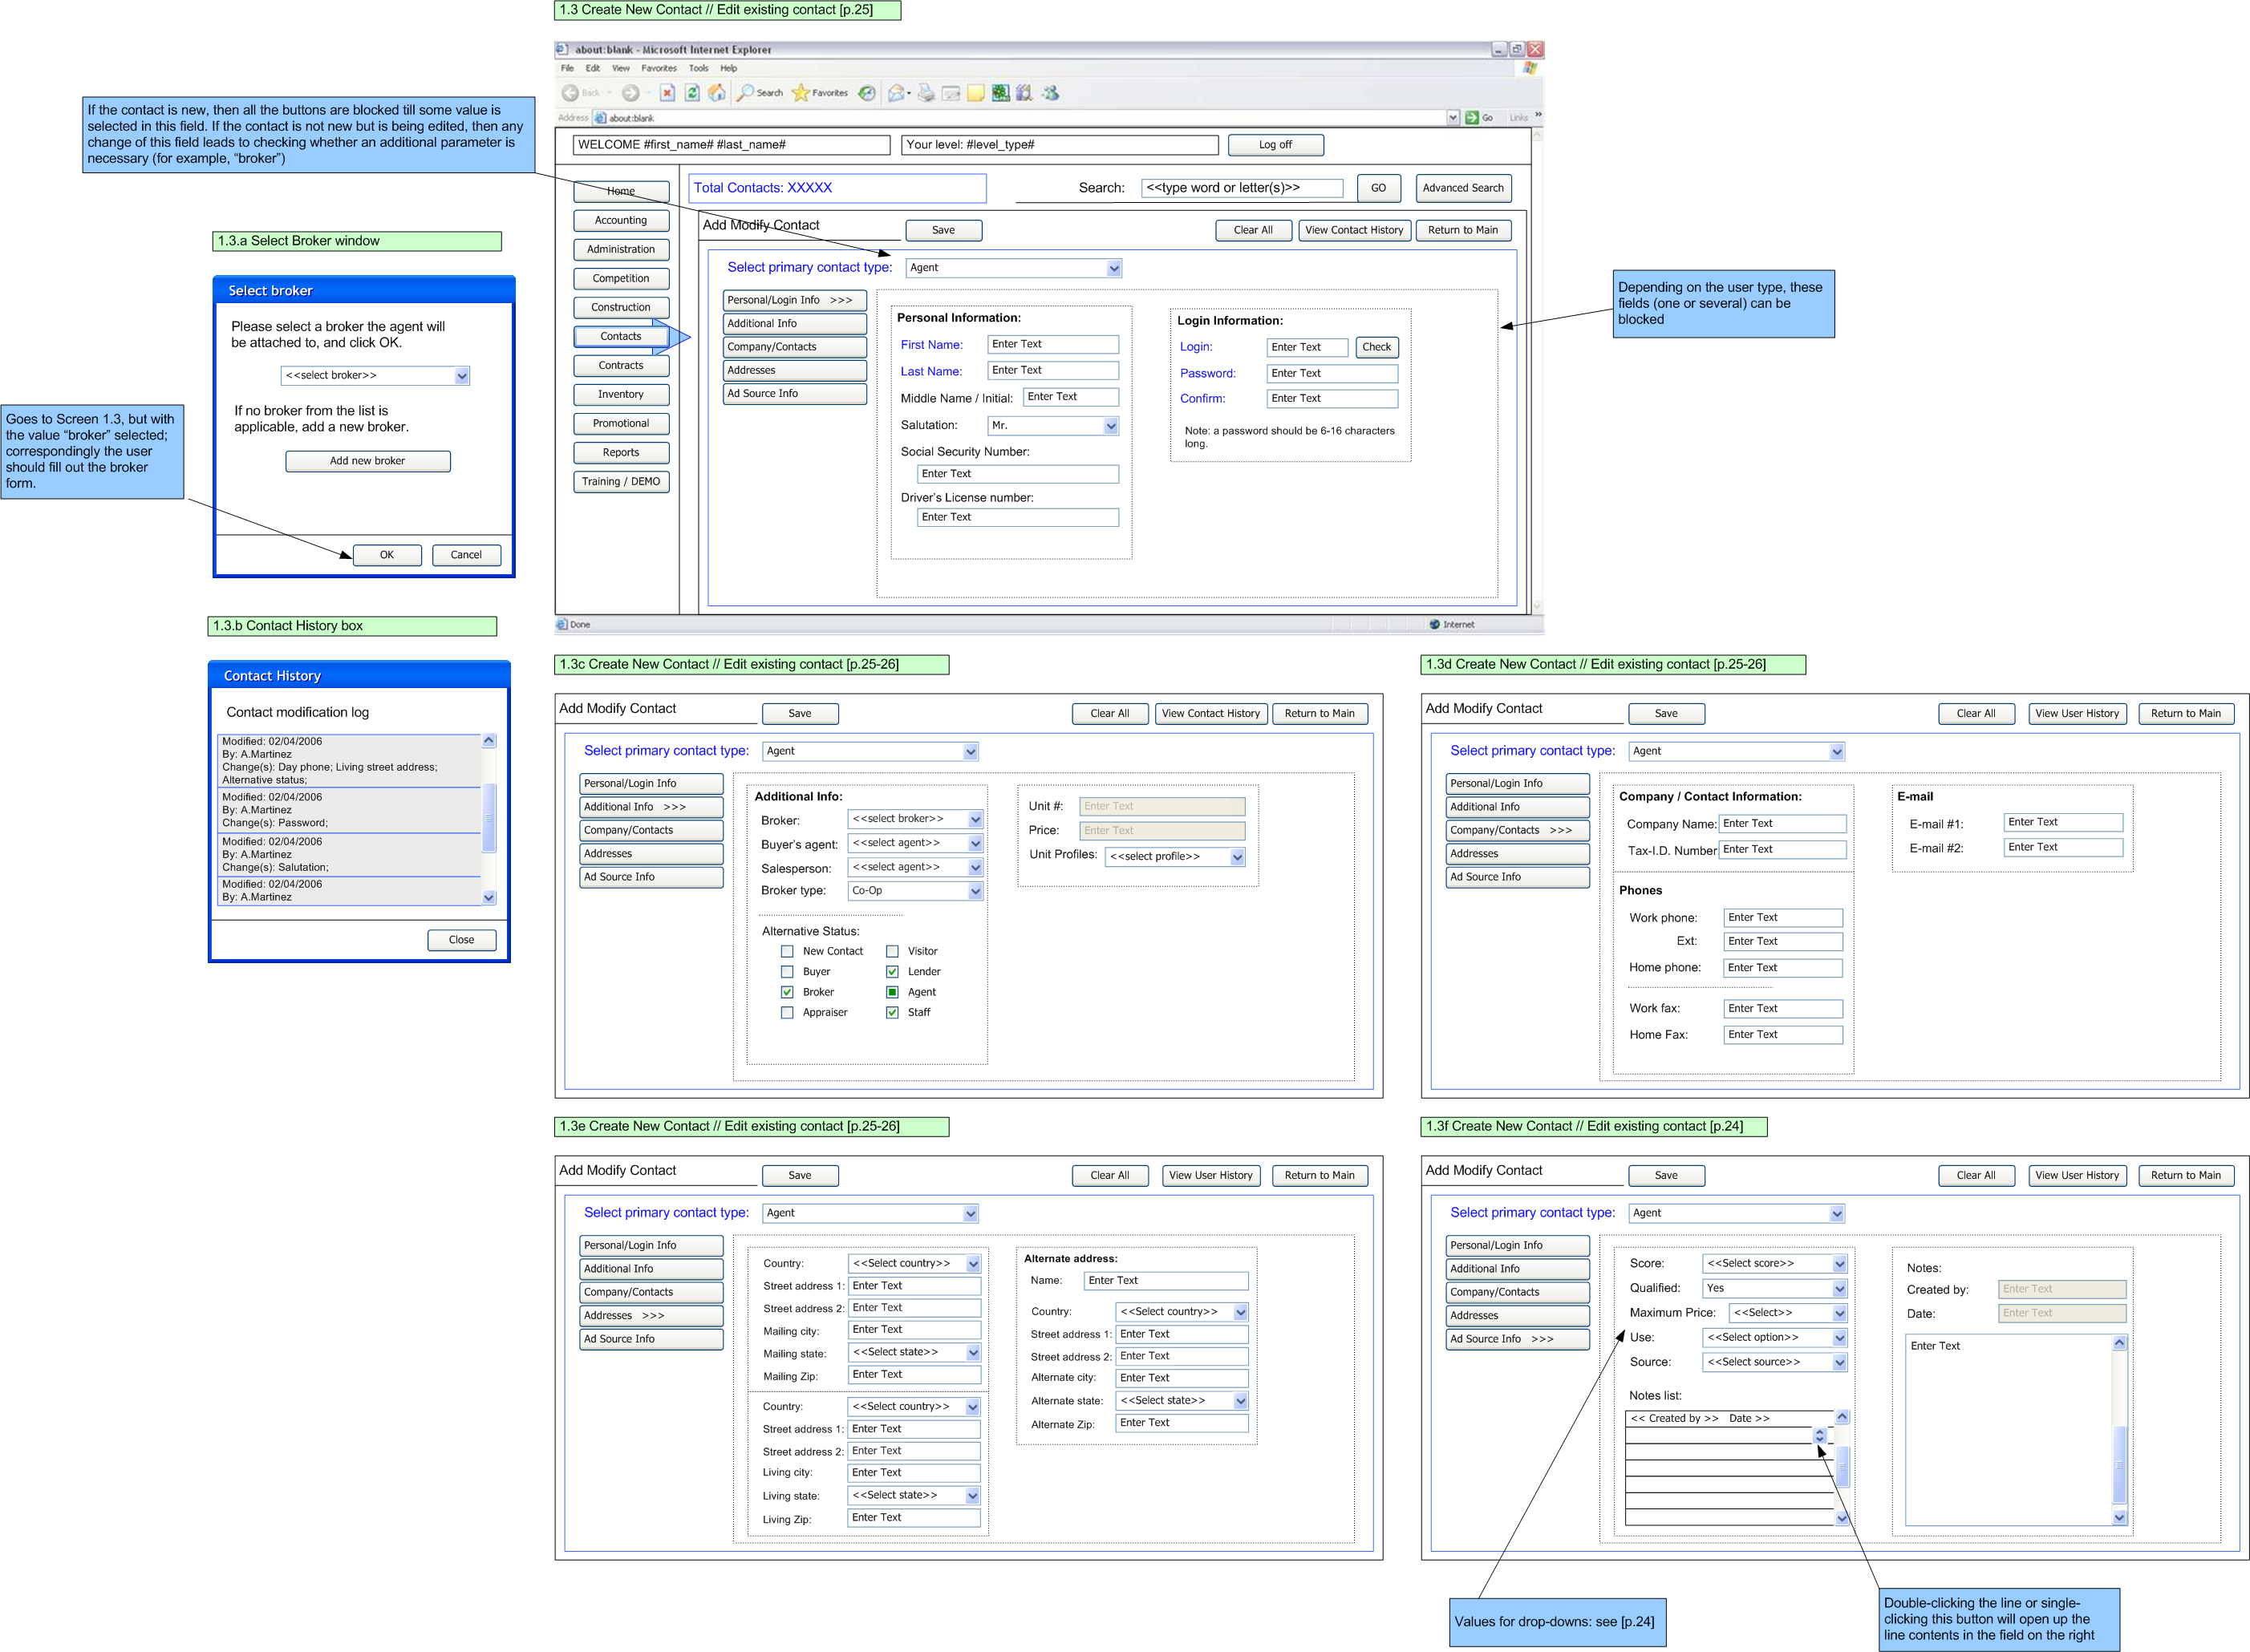 1.3 Create New Contact // Edit existing contact [p.25]
about:blank - Microsoft Internet Explorer
File Edit View Favorites Tools Help
Back Search Favorites
Address about:blank Go Links »
If the contact is new, then all the buttons are blocked till some value is
selected in this field. If the contact is not new but is being edited, then any
change of this field leads to checking whether an additional parameter is
necessary (for example, “broker”)
WELCOME #first_name# #last_name#
Your level: #level_type#
Log off
Home
Accounting
Administration
Competition
Construction
Contacts
Contracts
Inventory
Promotional
Reports
Training / DEMO
Total Contacts: XXXXX
Search: <<type word or letter(s)>> GO Advanced Search
Add Modify Contact Save Clear All View Contact History Return to Main
Select primary contact type: Agent
Personal/Login Info >>>
Additional Info
Company/Contacts
Addresses
Ad Source Info
Personal Information:
First Name: Enter Text
Last Name: Enter Text
Middle Name / Initial: Enter Text
Salutation: Mr.
Social Security Number:
Enter Text
Driver’s License number:
Enter Text
Login Information:
Login: Enter Text Check
Password: Enter Text
Confirm: Enter Text
Note: a password should be 6-16 characters
long.
Done Internet
Depending on the user type, these
fields (one or several) can be
blocked
1.3.a Select Broker window
Select broker
Please select a broker the agent will
be attached to, and click OK.
<<select broker>>
If no broker from the list is
applicable, add a new broker.
Add new broker
OK Cancel
Goes to Screen 1.3, but with
the value “broker” selected;
correspondingly the user
should fill out the broker
form.
1.3.b Contact History box
Contact History
Contact modification log
Modified: 02/04/2006
By: A.Martinez
Change(s): Day phone; Living street address;
Alternative status;
Modified: 02/04/2006
By: A.Martinez
Change(s): Password;
Modified: 02/04/2006
By: A.Martinez
Change(s): Salutation;
Modified: 02/04/2006
By: A.Martinez
Close
1.3c Create New Contact // Edit existing contact [p.25-26]
Add Modify Contact Save Clear All View Contact History Return to Main
Select primary contact type: Agent
Personal/Login Info
Additional Info >>>
Company/Contacts
Addresses
Ad Source Info
Additional Info:
Broker: <<select broker>>
Buyer’s agent: <<select agent>>
Salesperson: <<select agent>>
Broker type: Co-Op
Alternative Status:
New Contact Visitor
Buyer Lender
Broker Agent
Appraiser Staff
Unit #: Enter Text
Price: Enter Text
Unit Profiles: <<select profile>>
1.3d Create New Contact // Edit existing contact [p.25-26]
Add Modify Contact Save Clear All View User History Return to Main
Select primary contact type: Agent
Personal/Login Info
Additional Info
Company/Contacts >>>
Addresses
Ad Source Info
Company / Contact Information:
Company Name: Enter Text
Tax-I.D. Number Enter Text
Phones
Work phone: Enter Text
Ext: Enter Text
Home phone: Enter Text
Work fax: Enter Text
Home Fax: Enter Text
E-mail
E-mail #1: Enter Text
E-mail #2: Enter Text
1.3e Create New Contact // Edit existing contact [p.25-26]
Add Modify Contact Save Clear All View User History Return to Main
Select primary contact type: Agent
Personal/Login Info
Additional Info
Company/Contacts
Addresses >>>
Ad Source Info
Country: <<Select country>>
Street address 1: Enter Text
Street address 2: Enter Text
Mailing city: Enter Text
Mailing state: <<Select state>>
Mailing Zip: Enter Text
Country: <<Select country>>
Street address 1: Enter Text
Street address 2: Enter Text
Living city: Enter Text
Living state: <<Select state>>
Living Zip: Enter Text
Alternate address:
Name: Enter Text
Country: <<Select country>>
Street address 1: Enter Text
Street address 2: Enter Text
Alternate city: Enter Text
Alternate state: <<Select state>>
Alternate Zip: Enter Text
1.3f Create New Contact // Edit existing contact [p.24]
Add Modify Contact Save Clear All View User History Return to Main
Select primary contact type: Agent
Personal/Login Info
Additional Info
Company/Contacts
Addresses
Ad Source Info >>>
Score: <<Select score>>
Qualified: Yes
Maximum Price: <<Select>>
Use: <<Select option>>
Source: <<Select source>>
Notes list:
<< Created by >> Date >>
Notes:
Created by: Enter Text
Date: Enter Text
Enter Text
Values for drop-downs: see [p.24]
Double-clicking the line or single-
clicking this button will open up the
line contents in the field on the right